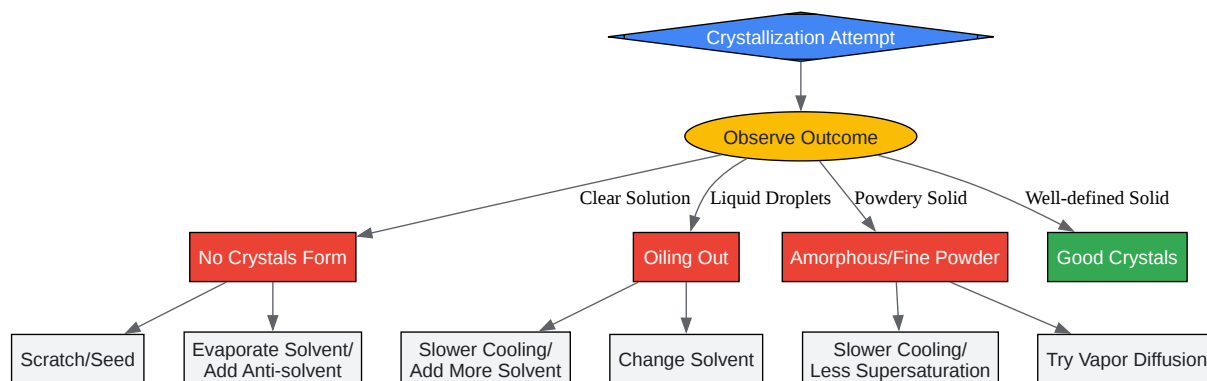 Crystallization Attempt
Observe Outcome
Clear Solution
Liquid Droplets
Powdery Solid
Well-defined Solid
No Crystals Form
Oiling Out
Amorphous/Fine Powder
Good Crystals
Scratch/Seed
Evaporate Solvent/
Add Anti-solvent
Slower Cooling/
Add More Solvent
Change Solvent
Slower Cooling/
Less Supersaturation
Try Vapor Diffusion